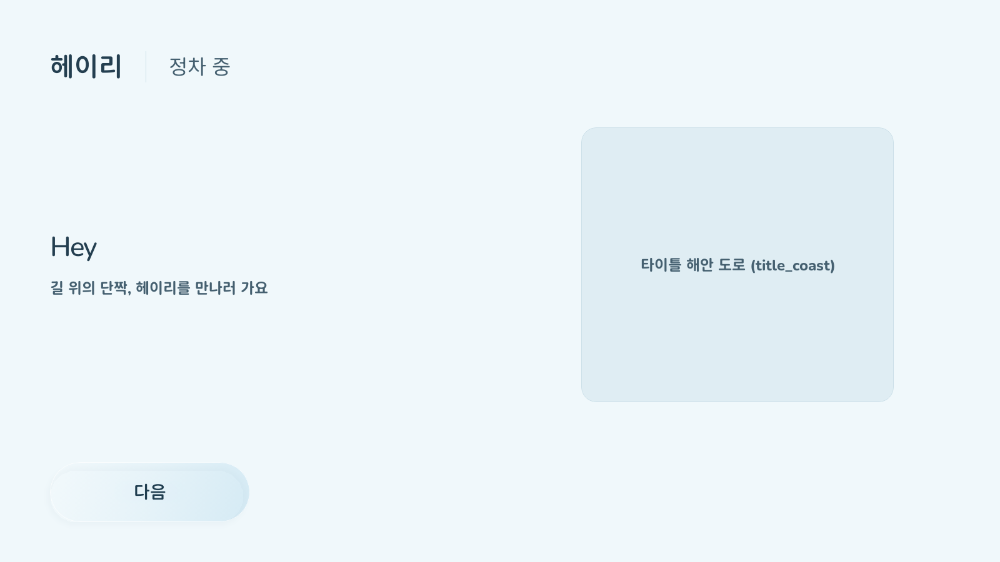 헤이리
정차 중
Hey
길 위의 단짝, 헤이리를 만나러 가요
타이틀 해안 도로 (title_coast)
다음